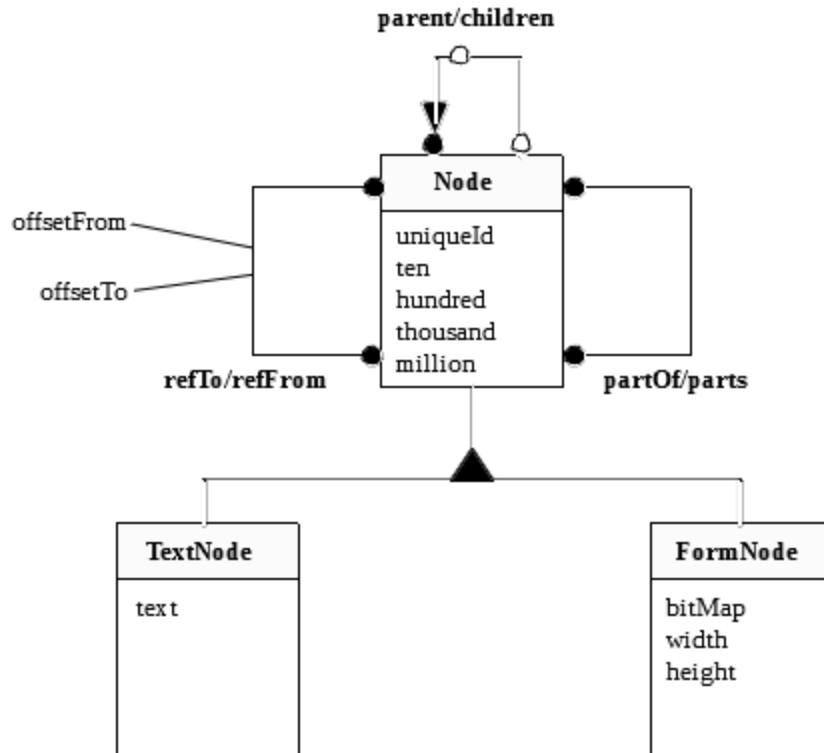 parent/children
Node
offsetFrom
offsetTo
uniqueId
ten
hundred
thousand
million
refTo/refFrom
partOf/parts
TextNode
text
FormNode
bitMap
width
height